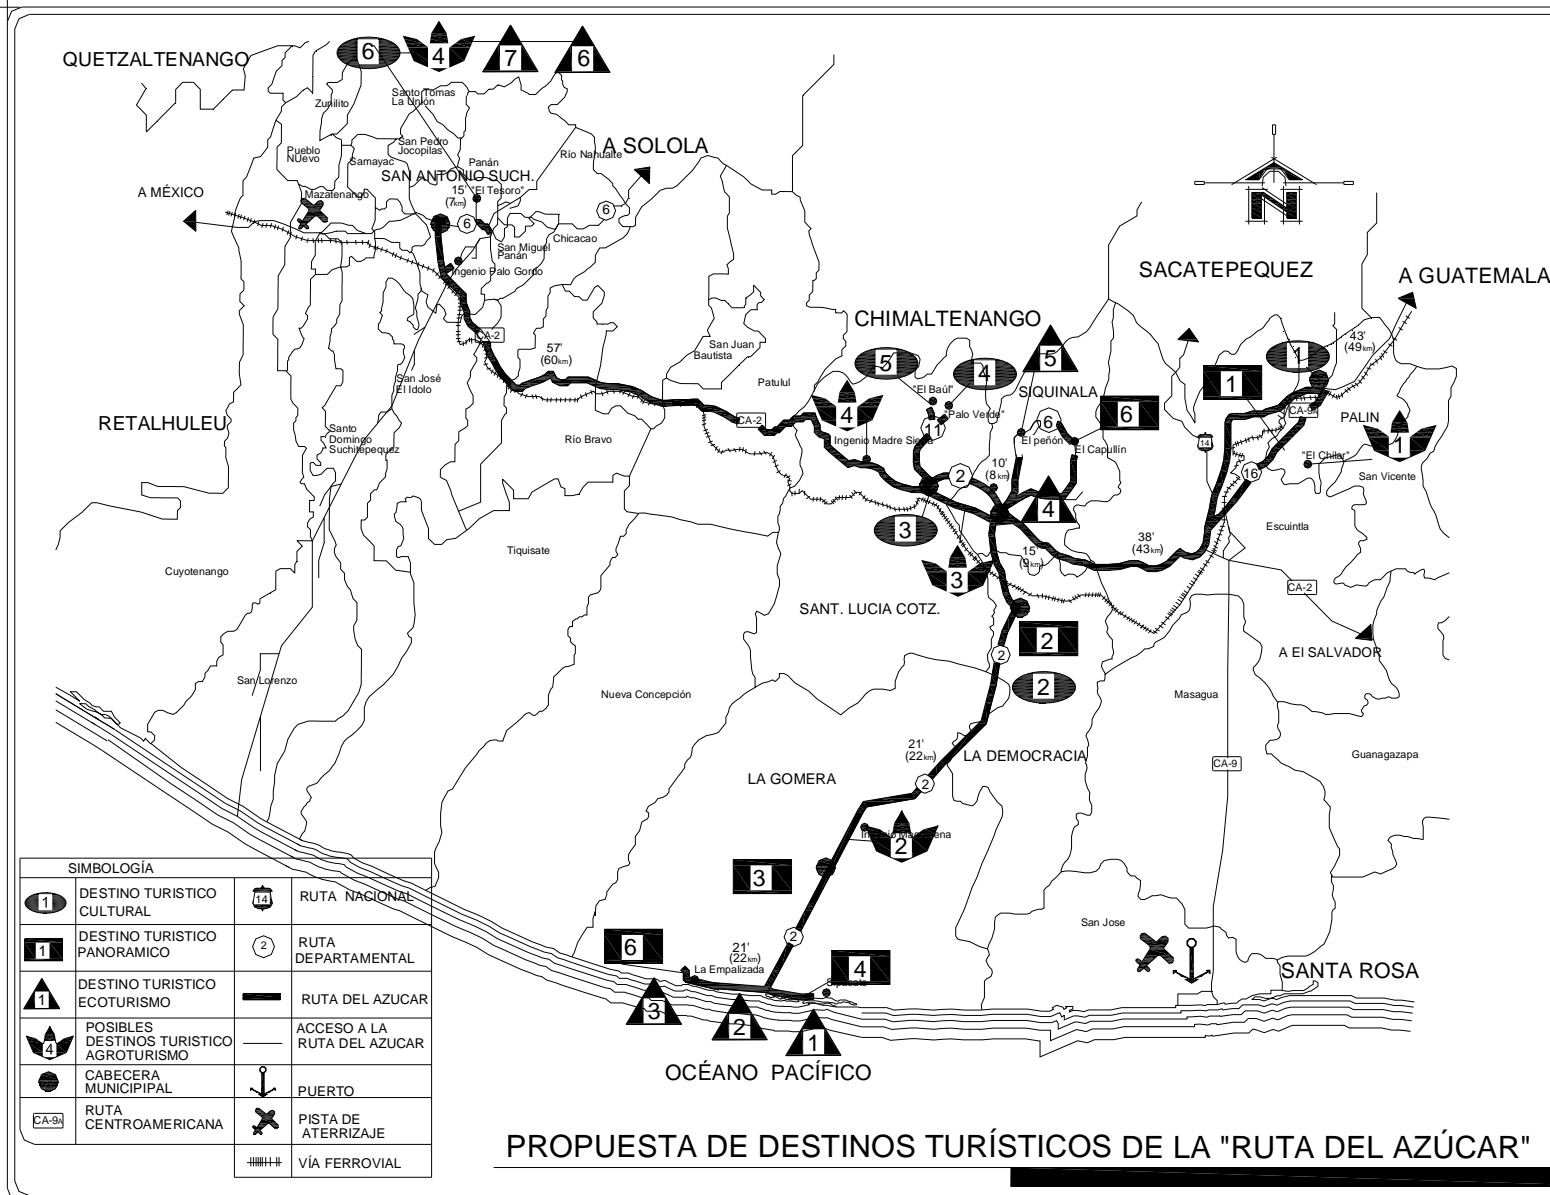 QUETZALTENANGO
6
4
7
6
Zunilito
Santo Tomas
La Unión
San Pedro
Jocopilas
Pueblo
NUevo
Samayac
Panán
Río Nahualte
A SOLOLA
SAN ANTONIO SUCH.
A MÉXICO
Mazatenango
15'
(7km)
"El Tesoro"
6
6
Chicacao
San Miguel
Panán
Ingenio Palo Gordo
CA-2
57'
(60km)
San José
El Idolo
San Juan
Bautista
Patulul
RETALHULEU
Santo
Domingo
Suchitepequez
Río Bravo
CA-2
Tiquisate
Cuyotenango
San Lorenzo
Nueva Concepción
SACATEPEQUEZ
A GUATEMALA
CHIMALTENANGO
5
4
5
"El Baúl"
"Palo Verde"
SIQUINALA
6
4
11
6
Ingenio Madre Sierra
El peñón
El Capullín
1
1
43'
(49km)
CA-9A
PALIN
1
14
16
"El Chilar"
San Vicente
2
10'
(8km)
4
3
3
15'
(9km)
38'
(43km)
Escuintla
CA-2
SANT. LUCIA COTZ.
2
2
2
A El SALVADOR
Masagua
21'
(22km)
LA DEMOCRACIA
LA GOMERA
2
CA-9
Guanagazapa
2
3
2
San Jose
6
21'
(22km)
La Empalizada
4
3
2
1
SANTA ROSA
OCÉANO PACÍFICO
SIMBOLOGÍA
1
DESTINO TURISTICO
CULTURAL
14
RUTA NACIONAL
1
DESTINO TURISTICO
PANORAMICO
2
RUTA
DEPARTAMENTAL
1
DESTINO TURISTICO
ECOTURISMO
RUTA DEL AZUCAR
4
POSIBLES
DESTINOS TURISTICO
AGROTURISMO
ACCESO A LA
RUTA DEL AZUCAR
CABECERA
MUNICIPIPAL
PUERTO
CA-9A
RUTA
CENTROAMERICANA
PISTA DE
ATERRIZAJE
VÍA FERROVIAL
PROPUESTA DE DESTINOS TURÍSTICOS DE LA "RUTA DEL AZÚCAR"